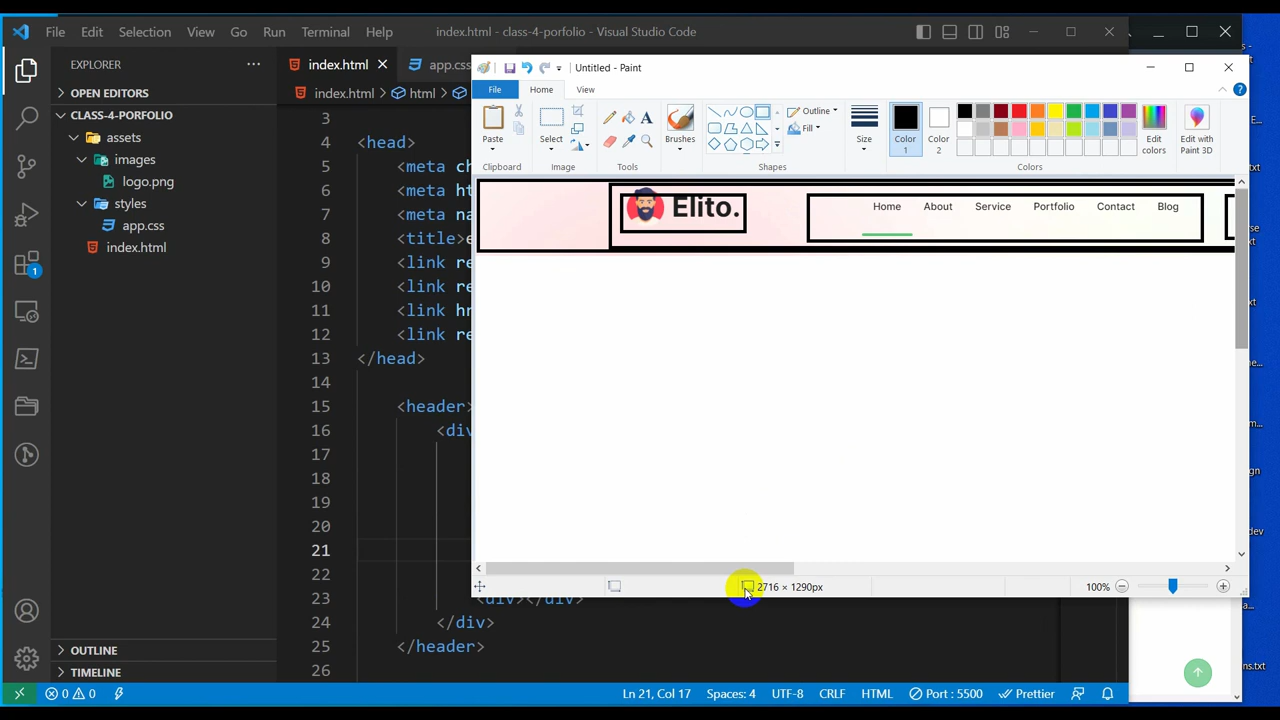 File Edit Selection View Go Run Terminal Help
index.html - class-4-porfolio - Visual Studio Code
EXPLORER
OPEN EDITORS
CLASS-4-PORFOLIO
assets
images
logo.png
styles
app.css
index.html
OUTLINE
TIMELINE
index.html app.css
index.html html
3
4 <head>
5 <meta ch
6 <meta ht
7 <meta na
8 <title>e
9 <link re
10 <link re
11 <link hr
12 <link re
13 </head>
14
15 <header>
16 <div
17
18
19
20
21
22
23 <div></div>
24 </div>
25 </header>
26
Untitled - Paint
File Home View
Paste
Select
Brushes
Outline
Fill
Size
Color 1
Color 2
Edit colors
Edit with Paint 3D
Clipboard Image Tools Shapes Colors
Elito. Home About Service Portfolio Contact Blog
2716 × 1290px
100%
0 0 Ln 21, Col 17 Spaces: 4 UTF-8 CRLF HTML Port : 5500 Prettier
1